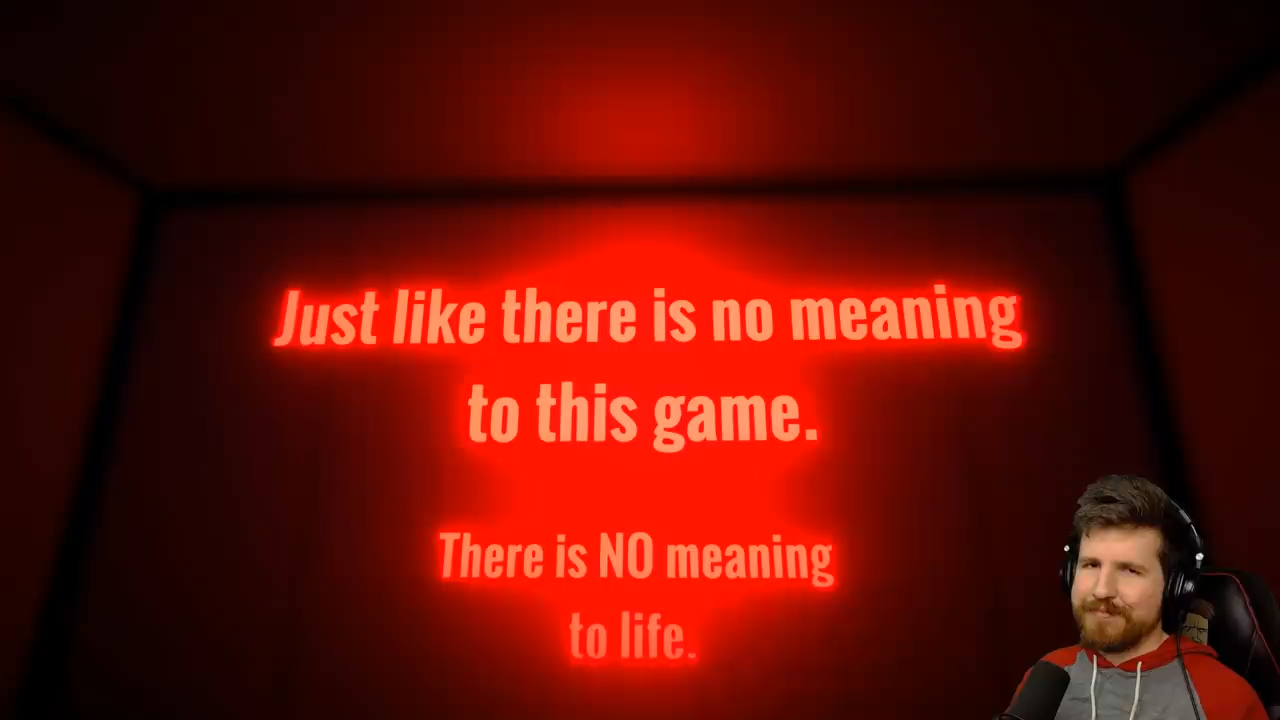 Just like there is no meaning
to this game.
There is NO meaning
to life.